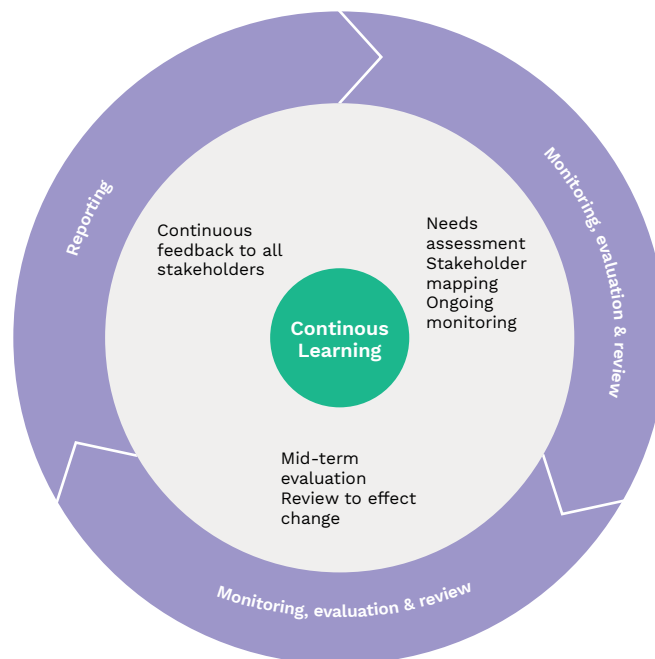 Monitoring, evaluation & review
Reporting
Continuous
feedback to all
stakeholders
Needs
assessment
Stakeholder
mapping
Ongoing
monitoring
Continous
Learning
Mid-term
evaluation
Review to effect
change
Monitoring, evaluation & review